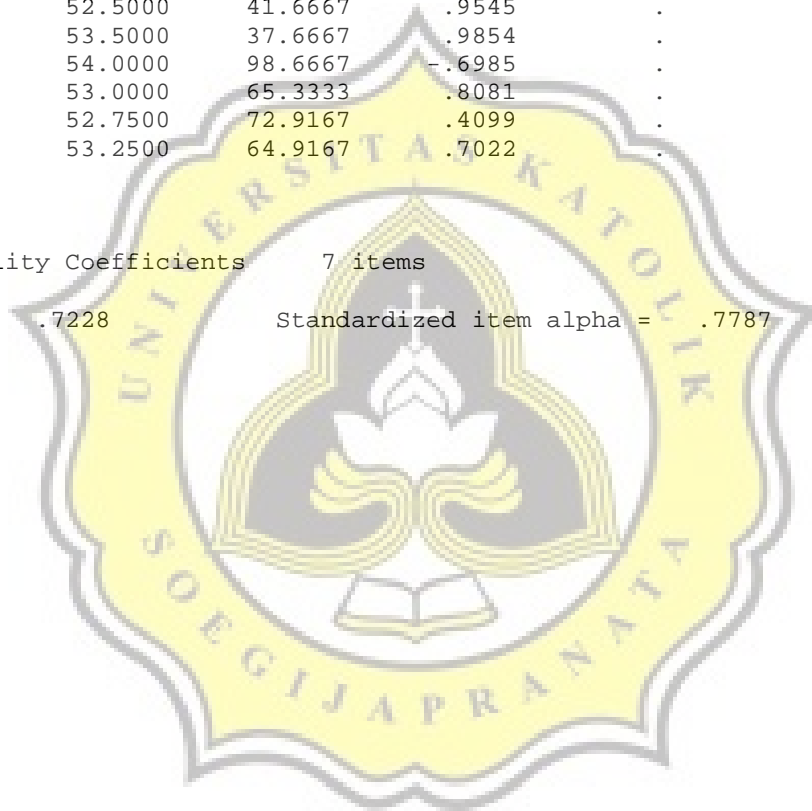 52.5000 41.6667 .9545 .
53.5000 37.6667 .9854 .
54.0000 98.6667 -.6985 .
53.0000 65.3333 .8081 .
52.7500 72.9167 .4099 .
53.2500 64.9167 .7022 .
lity Coefficients 7 items
.7228 Standardized item alpha = .7787
UNIVERSITAS KATOLIK
SOEGIJAPRANATA